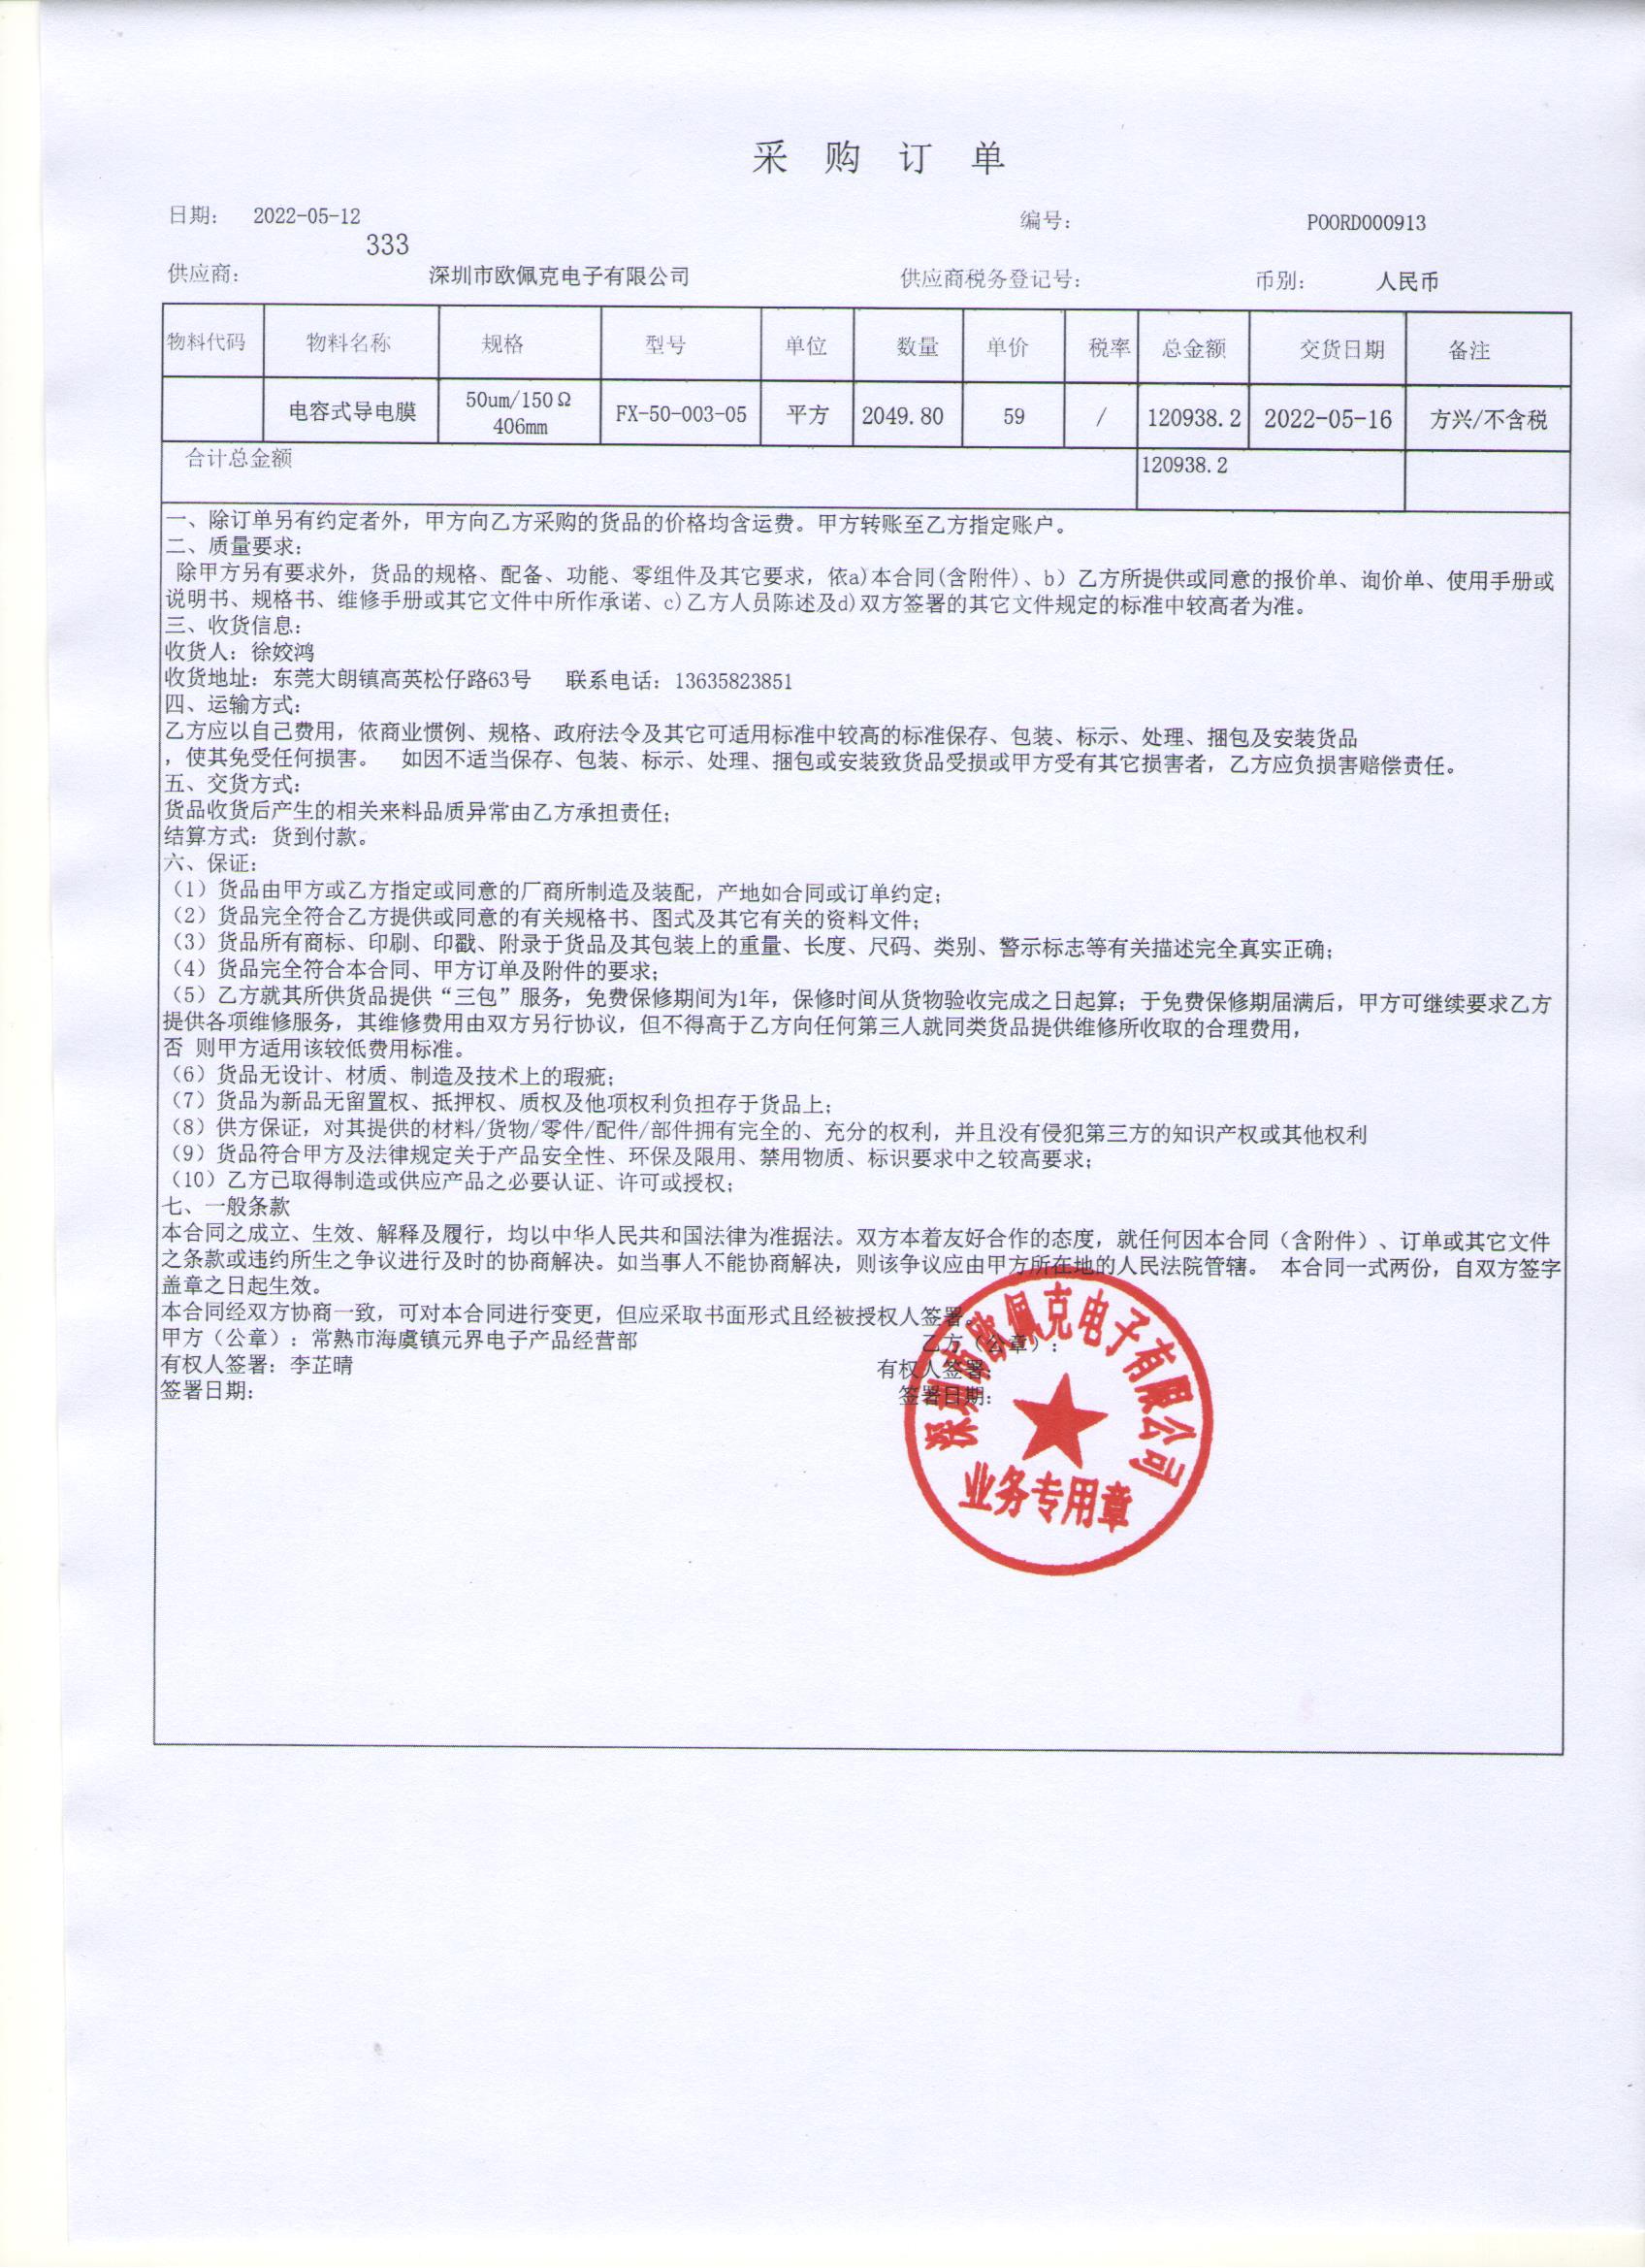 采 购 订 单
日期： 2022-05-12 编号： POORD000913
333
供应商： 深圳市欧佩克电子有限公司 供应商税务登记号： 币别： 人民币
物料代码 物料名称 规格 型号 单位 数量 单价 税率 总金额 交货日期 备注
电容式导电膜 50um/150Ω 406mm FX-50-003-05 平方 2049.80 59 / 120938.2 2022-05-16 方兴/不含税
合计总金额 120938.2
一、除订单另有约定者外，甲方向乙方采购的货品的价格均含运费。甲方转账至乙方指定账户。
二、质量要求：
除甲方另有要求外，货品的规格、配备、功能、零组件及其它要求，依a)本合同(含附件)、b）乙方所提供或同意的报价单、询价单、使用手册或
说明书、规格书、维修手册或其它文件中所作承诺、c)乙方人员陈述及d)双方签署的其它文件规定的标准中较高者为准。
三、收货信息：
收货人：徐姣鸿
收货地址：东莞大朗镇高英松仔路63号 联系电话：13635823851
四、运输方式：
乙方应以自己费用，依商业惯例、规格、政府法令及其它可适用标准中较高的标准保存、包装、标示、处理、捆包及安装货品
，使其免受任何损害。 如因不适当保存、包装、标示、处理、捆包或安装致货品受损或甲方受有其它损害者，乙方应负损害赔偿责任。
五、交货方式：
货品收货后产生的相关来料品质异常由乙方承担责任；
结算方式：货到付款。
六、保证：
（1）货品由甲方或乙方指定或同意的厂商所制造及装配，产地如合同或订单约定；
（2）货品完全符合乙方提供或同意的有关规格书、图式及其它有关的资料文件；
（3）货品所有商标、印刷、印戳、附录于货品及其包装上的重量、长度、尺码、类别、警示标志等有关描述完全真实正确；
（4）货品完全符合本合同、甲方订单及附件的要求；
（5）乙方就其所供货品提供“三包”服务，免费保修期间为1年，保修时间从货物验收完成之日起算；于免费保修期届满后，甲方可继续要求乙方
提供各项维修服务，其维修费用由双方另行协议，但不得高于乙方向任何第三人就同类货品提供维修所收取的合理费用，
否 则甲方适用该较低费用标准。
（6）货品无设计、材质、制造及技术上的瑕疵；
（7）货品为新品无留置权、抵押权、质权及他项权利负担存于货品上；
（8）供方保证，对其提供的材料/货物/零件/配件/部件拥有完全的、充分的权利，并且没有侵犯第三方的知识产权或其他权利
（9）货品符合甲方及法律规定关于产品安全性、环保及限用、禁用物质、标识要求中之较高要求；
（10）乙方已取得制造或供应产品之必要认证、许可或授权；
七、一般条款
本合同之成立、生效、解释及履行，均以中华人民共和国法律为准据法。双方本着友好合作的态度，就任何因本合同（含附件）、订单或其它文件
之条款或违约所生之争议进行及时的协商解决。如当事人不能协商解决，则该争议应由甲方所在地的人民法院管辖。 本合同一式两份，自双方签字
盖章之日起生效。
本合同经双方协商一致，可对本合同进行变更，但应采取书面形式且经被授权人签署。
甲方（公章）：常熟市海虞镇元界电子产品经营部 乙方（公章）：
有权人签署：李芷晴 有权人签署：
签署日期： 签署日期：
深圳市欧佩克电子有限公司
业务专用章